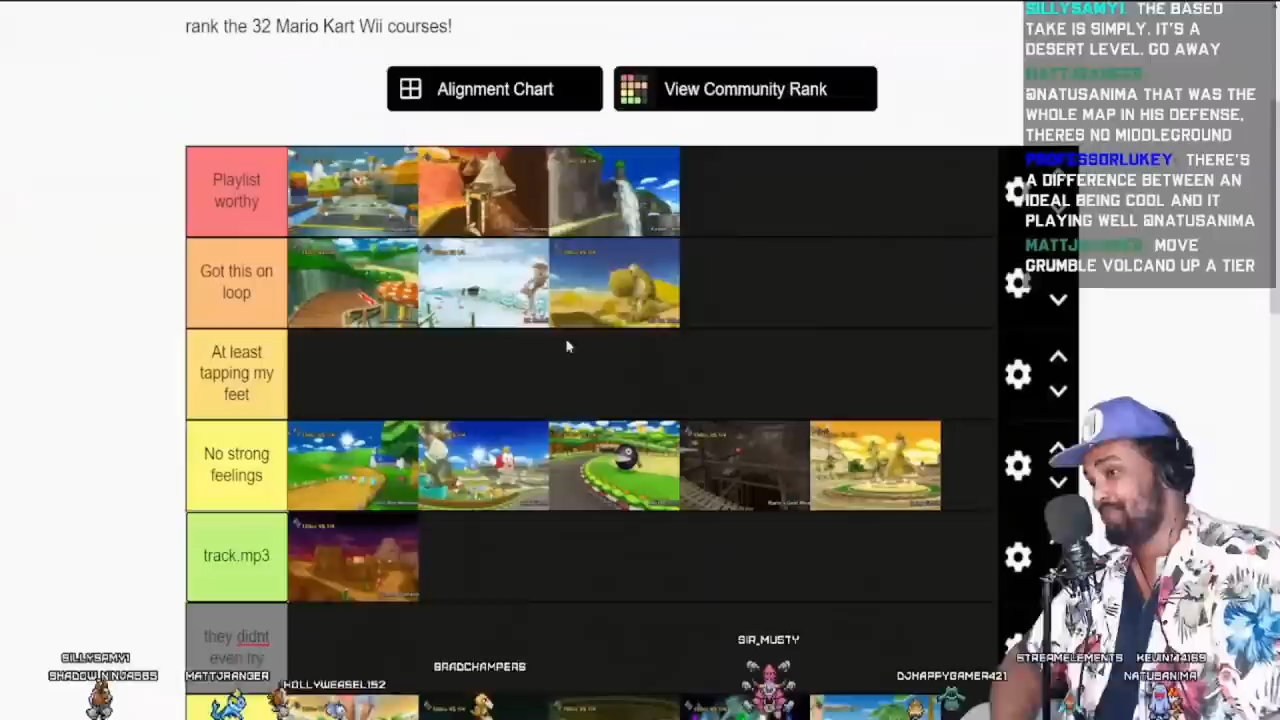 rank the 32 Mario Kart Wii courses!
Alignment Chart
View Community Rank
SILLYSAMY1 THE BASED
TAKE IS SIMPLY. IT'S A
DESERT LEVEL. GO AWAY
MATTJRANGER
@NATUSANIMA THAT WAS THE
WHOLE MAP IN HIS DEFENSE,
THERES NO MIDDLEGROUND
PROFESSORLUKEY THERE'S
A DIFFERENCE BETWEEN AN
IDEAL BEING COOL AND IT
PLAYING WELL @NATUSANIMA
MATTJRANGER MOVE
GRUMBLE VOLCANO UP A TIER
Playlist
worthy
Got this on
loop
At least
tapping my
feet
No strong
feelings
track.mp3
they didnt
even try
SIR_MUSTY
SILLYSAMY1
STREAMELEMENTS
BRADCHAMPERS
MATTJRANGER
HOLLYWEASEL152
DJHAPPYGAMER421
NATUSANIMA